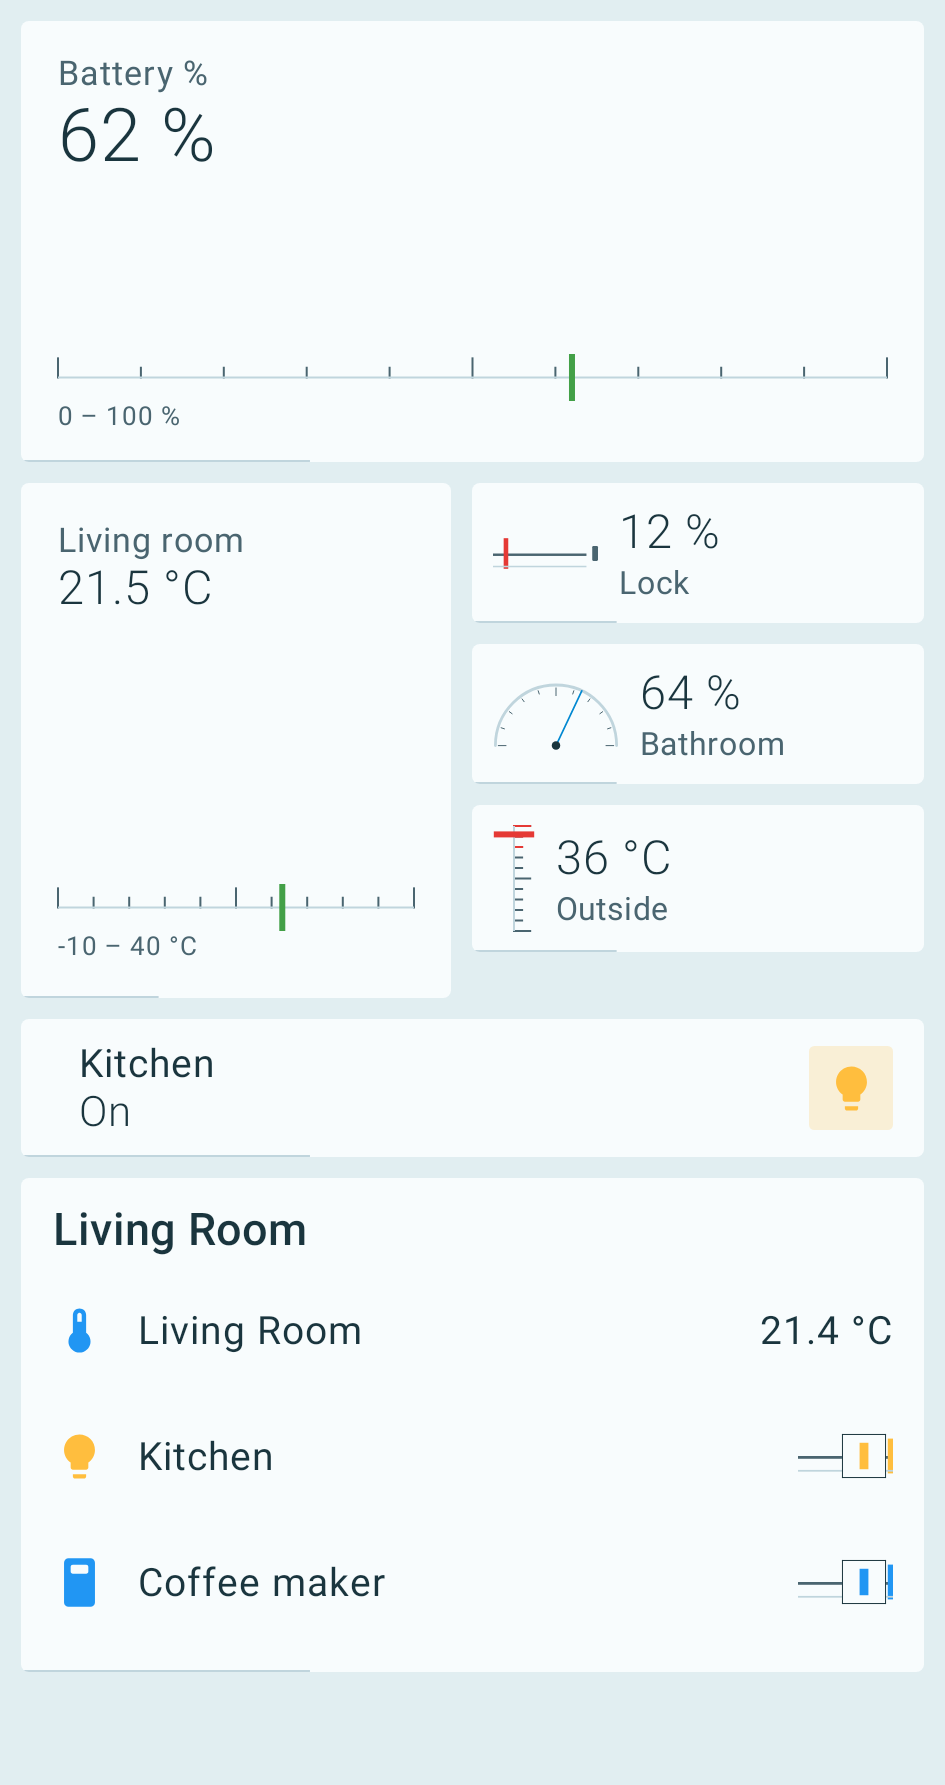 Battery %
62 %
0 – 100 %
Living room
21.5 °C
-10 – 40 °C
12 %
Lock
64 %
Bathroom
36 °C
Outside
Kitchen
On
Living Room
Living Room 21.4 °C
Kitchen
Coffee maker